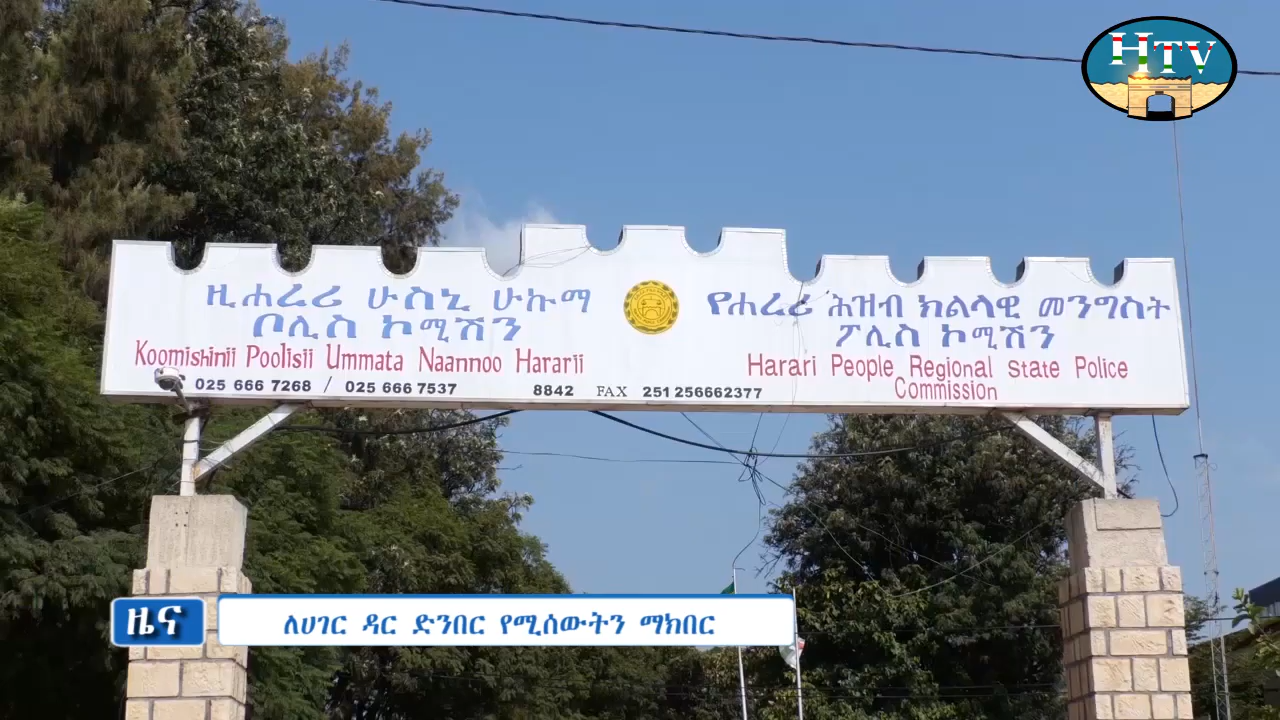 HTV
ዚሐረሪ ሁስኒ ሁኩማ
ቦሊስ ኮሚሽን
Koomishinii Poolisii Ummata Naannoo Hararii
025 666 7268 / 025 666 7537
የሐረሪ ሕዝብ ክልላዊ መንግስት
ፖሊስ ኮሚሽን
Harari People Regional State Police
Commission
8842 FAX 251 256662377
ዜና
ለሀገር ዳር ድንበር የሚሰውትን ማክበር